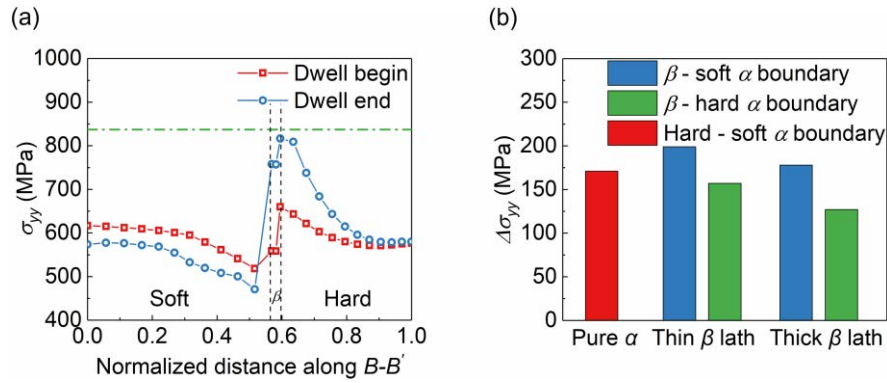 (a)
1000
900
800
700
600
500
400
σyy (MPa)
Dwell begin
Dwell end
Soft
β
Hard
0.0 0.2 0.4 0.6 0.8 1.0
Normalized distance along B-B'
(b)
300
250
200
150
100
50
0
Δσyy (MPa)
β - soft α boundary
β - hard α boundary
Hard - soft α boundary
Pure α Thin β lath Thick β lath